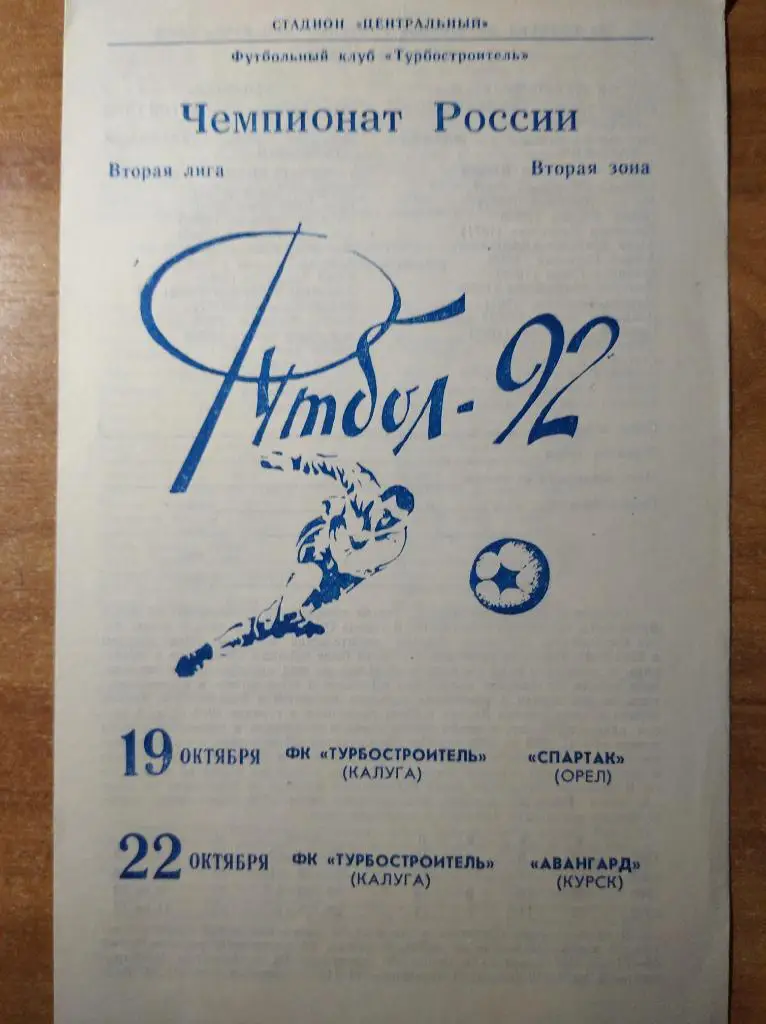 СТАДИОН «ЦЕНТРАЛЬНЫЙ»
Футбольный клуб «Турбостроитель»
Чемпионат России
Вторая лига Вторая зона
Футбол-92
19 ОКТЯБРЯ ФК «ТУРБОСТРОИТЕЛЬ» «СПАРТАК»
(КАЛУГА) (ОРЕЛ)
22 ОКТЯБРЯ ФК «ТУРБОСТРОИТЕЛЬ» «АВАНГАРД»
(КАЛУГА) (КУРСК)